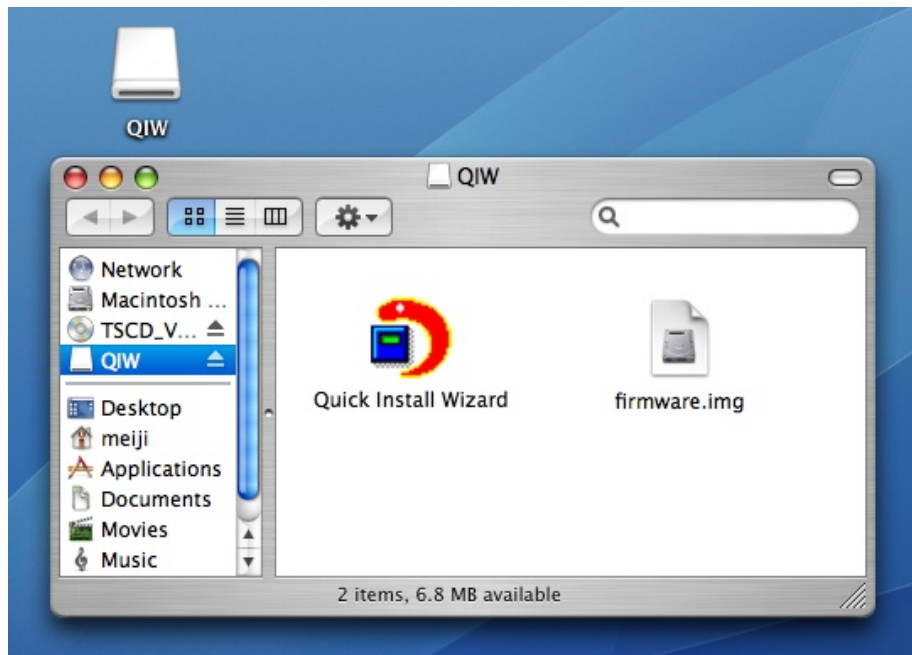 QIW
QIW
Network
Macintosh ...
TSCD_V...
QIW
Desktop
meiji
Applications
Documents
Movies
Music
Quick Install Wizard
firmware.img
2 items, 6.8 MB available